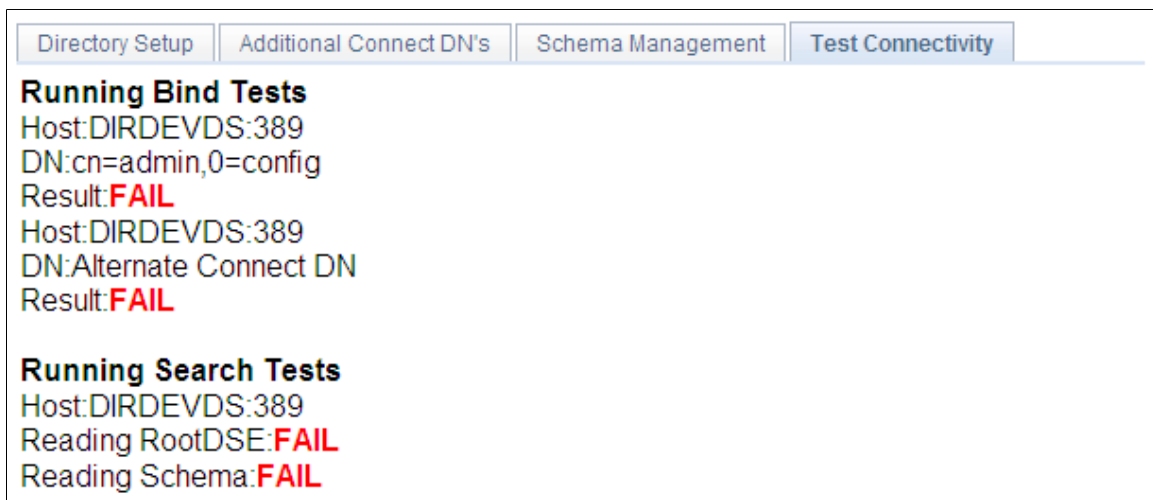 Directory Setup Additional Connect DN's Schema Management Test Connectivity
Running Bind Tests
Host:DIRDEVDS:389
DN:cn=admin,0=config
Result:FAIL
Host:DIRDEVDS:389
DN:Alternate Connect DN
Result:FAIL
Running Search Tests
Host:DIRDEVDS:389
Reading RootDSE:FAIL
Reading Schema:FAIL